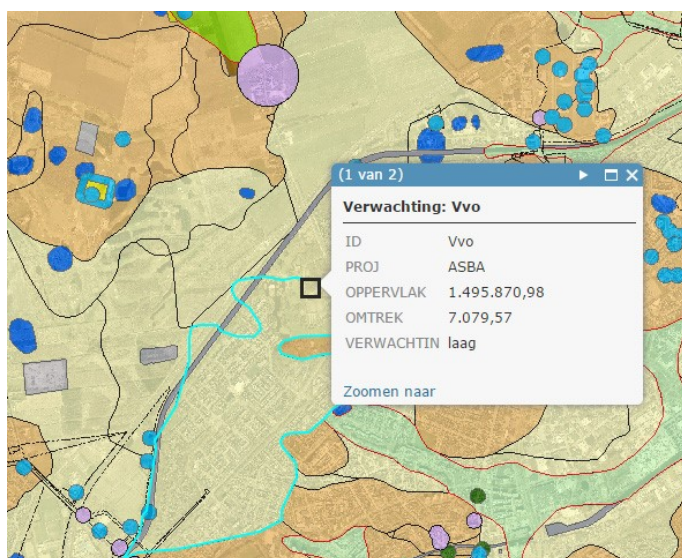 (1 van 2)
Verwachting: Vvo
ID Vvo
PROJ ASBA
OPPERVLAK 1.495.870,98
OMTREK 7.079,57
VERWACHTIN laag
Zoomen naar